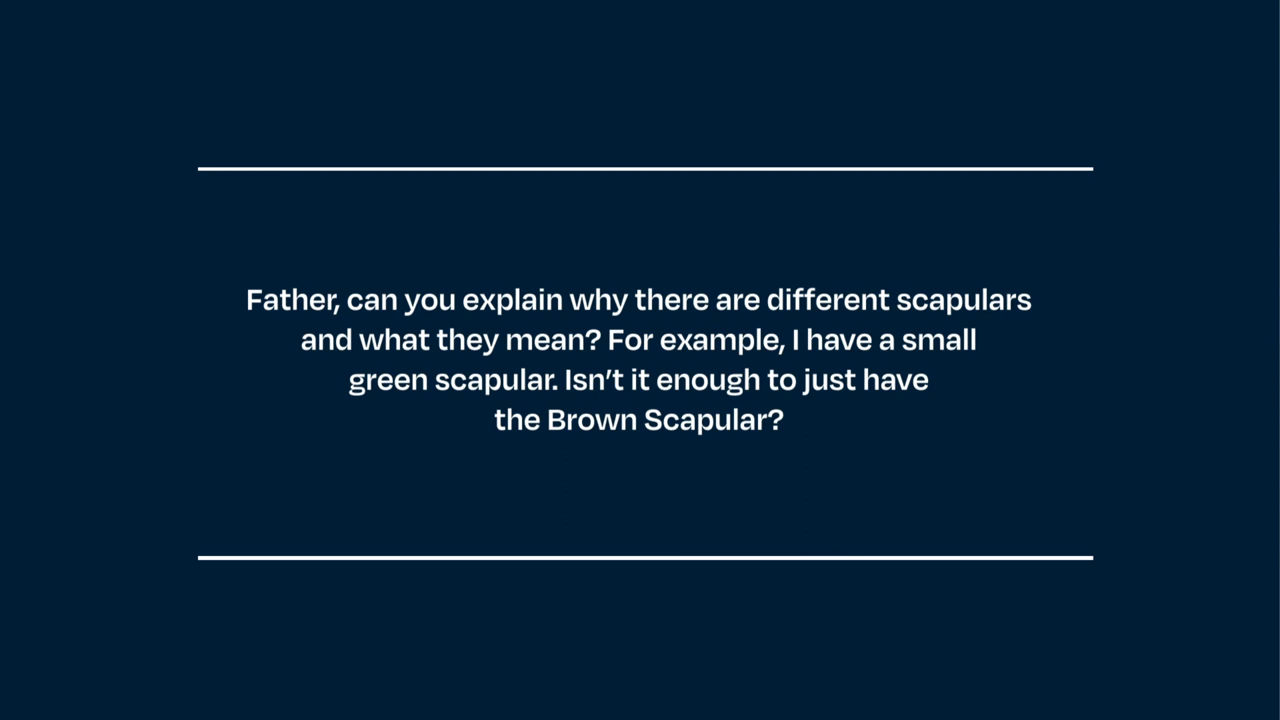 Father, can you explain why there are different scapulars
and what they mean? For example, I have a small
green scapular. Isn’t it enough to just have
the Brown Scapular?